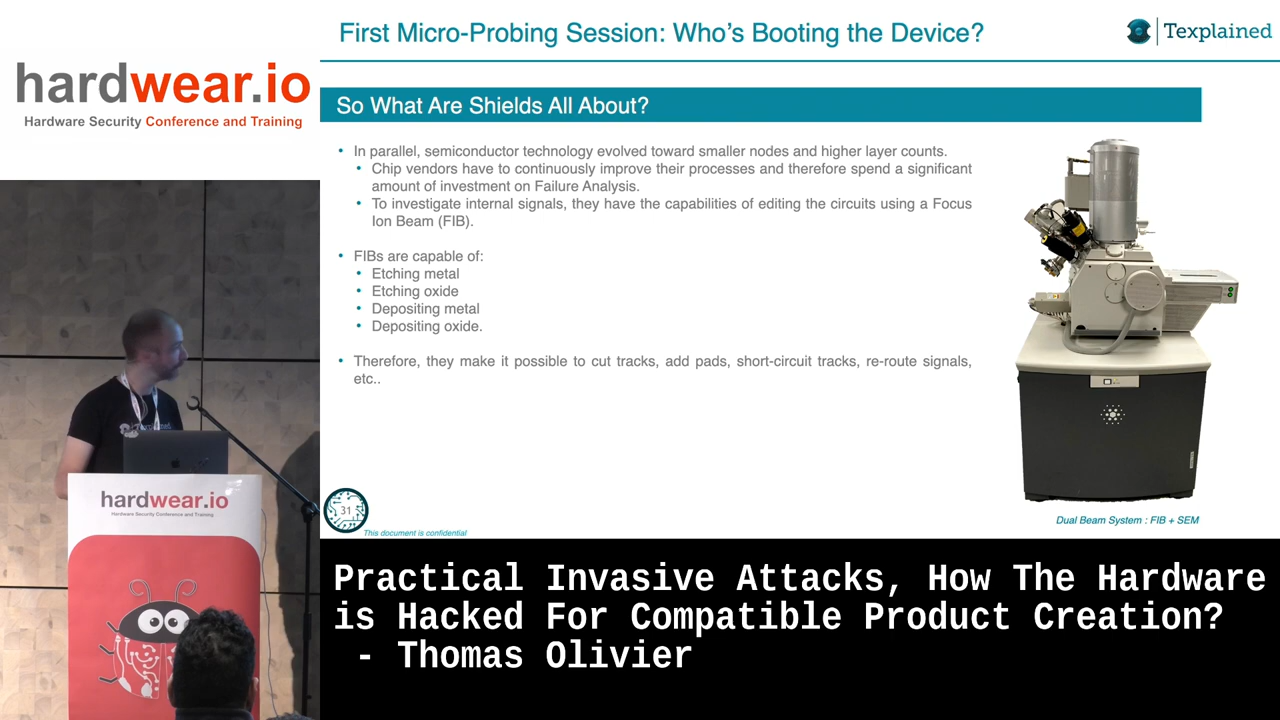 First Micro-Probing Session: Who's Booting the Device?
Texplained
hardwear.io
Hardware Security Conference and Training
So What Are Shields All About?
• In parallel, semiconductor technology evolved toward smaller nodes and higher layer counts.
• Chip vendors have to continuously improve their processes and therefore spend a significant
amount of investment on Failure Analysis.
• To investigate internal signals, they have the capabilities of editing the circuits using a Focus
Ion Beam (FIB).
• FIBs are capable of:
• Etching metal
• Etching oxide
• Depositing metal
• Depositing oxide.
• Therefore, they make it possible to cut tracks, add pads, short-circuit tracks, re-route signals,
etc..
31
This document is confidential
Dual Beam System : FIB + SEM
hardwear.io
Hardware Security Conference and Training
Practical Invasive Attacks, How The Hardware
is Hacked For Compatible Product Creation?
- Thomas Olivier